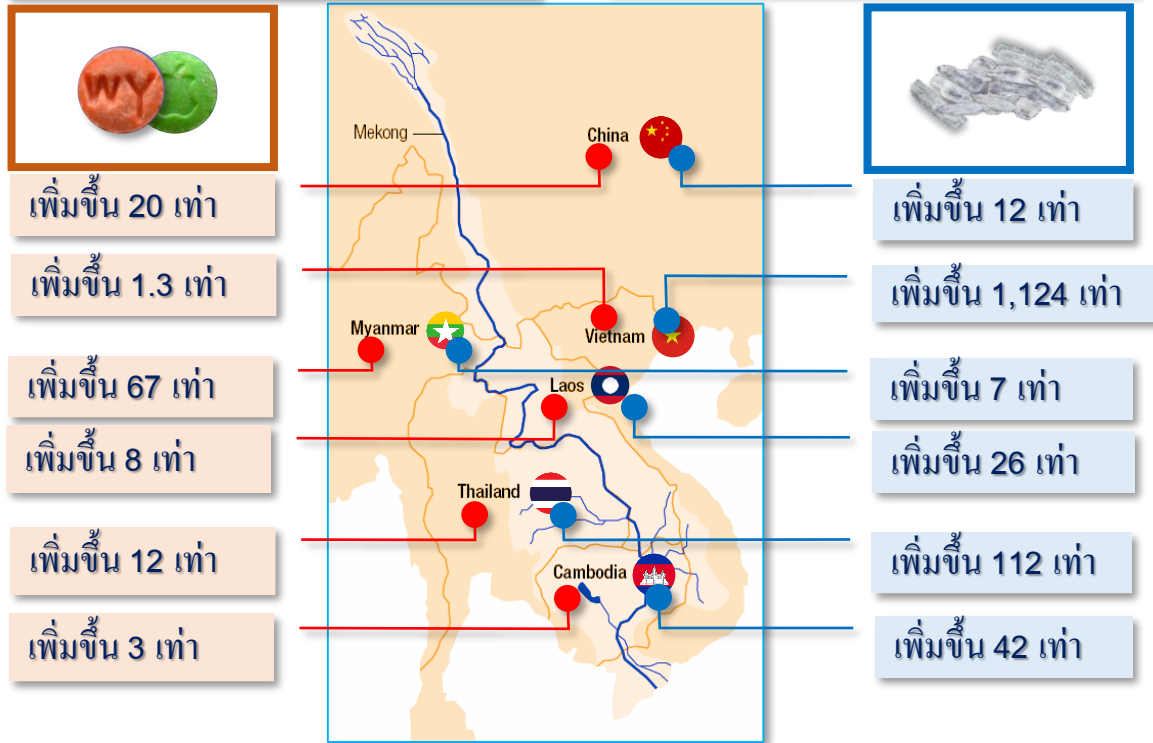 WY
เพิ่มขึ้น 20 เท่า
เพิ่มขึ้น 1.3 เท่า
เพิ่มขึ้น 67 เท่า
เพิ่มขึ้น 8 เท่า
เพิ่มขึ้น 12 เท่า
เพิ่มขึ้น 3 เท่า
Mekong
China
Myanmar
Vietnam
Laos
Thailand
Cambodia
เพิ่มขึ้น 12 เท่า
เพิ่มขึ้น 1,124 เท่า
เพิ่มขึ้น 7 เท่า
เพิ่มขึ้น 26 เท่า
เพิ่มขึ้น 112 เท่า
เพิ่มขึ้น 42 เท่า